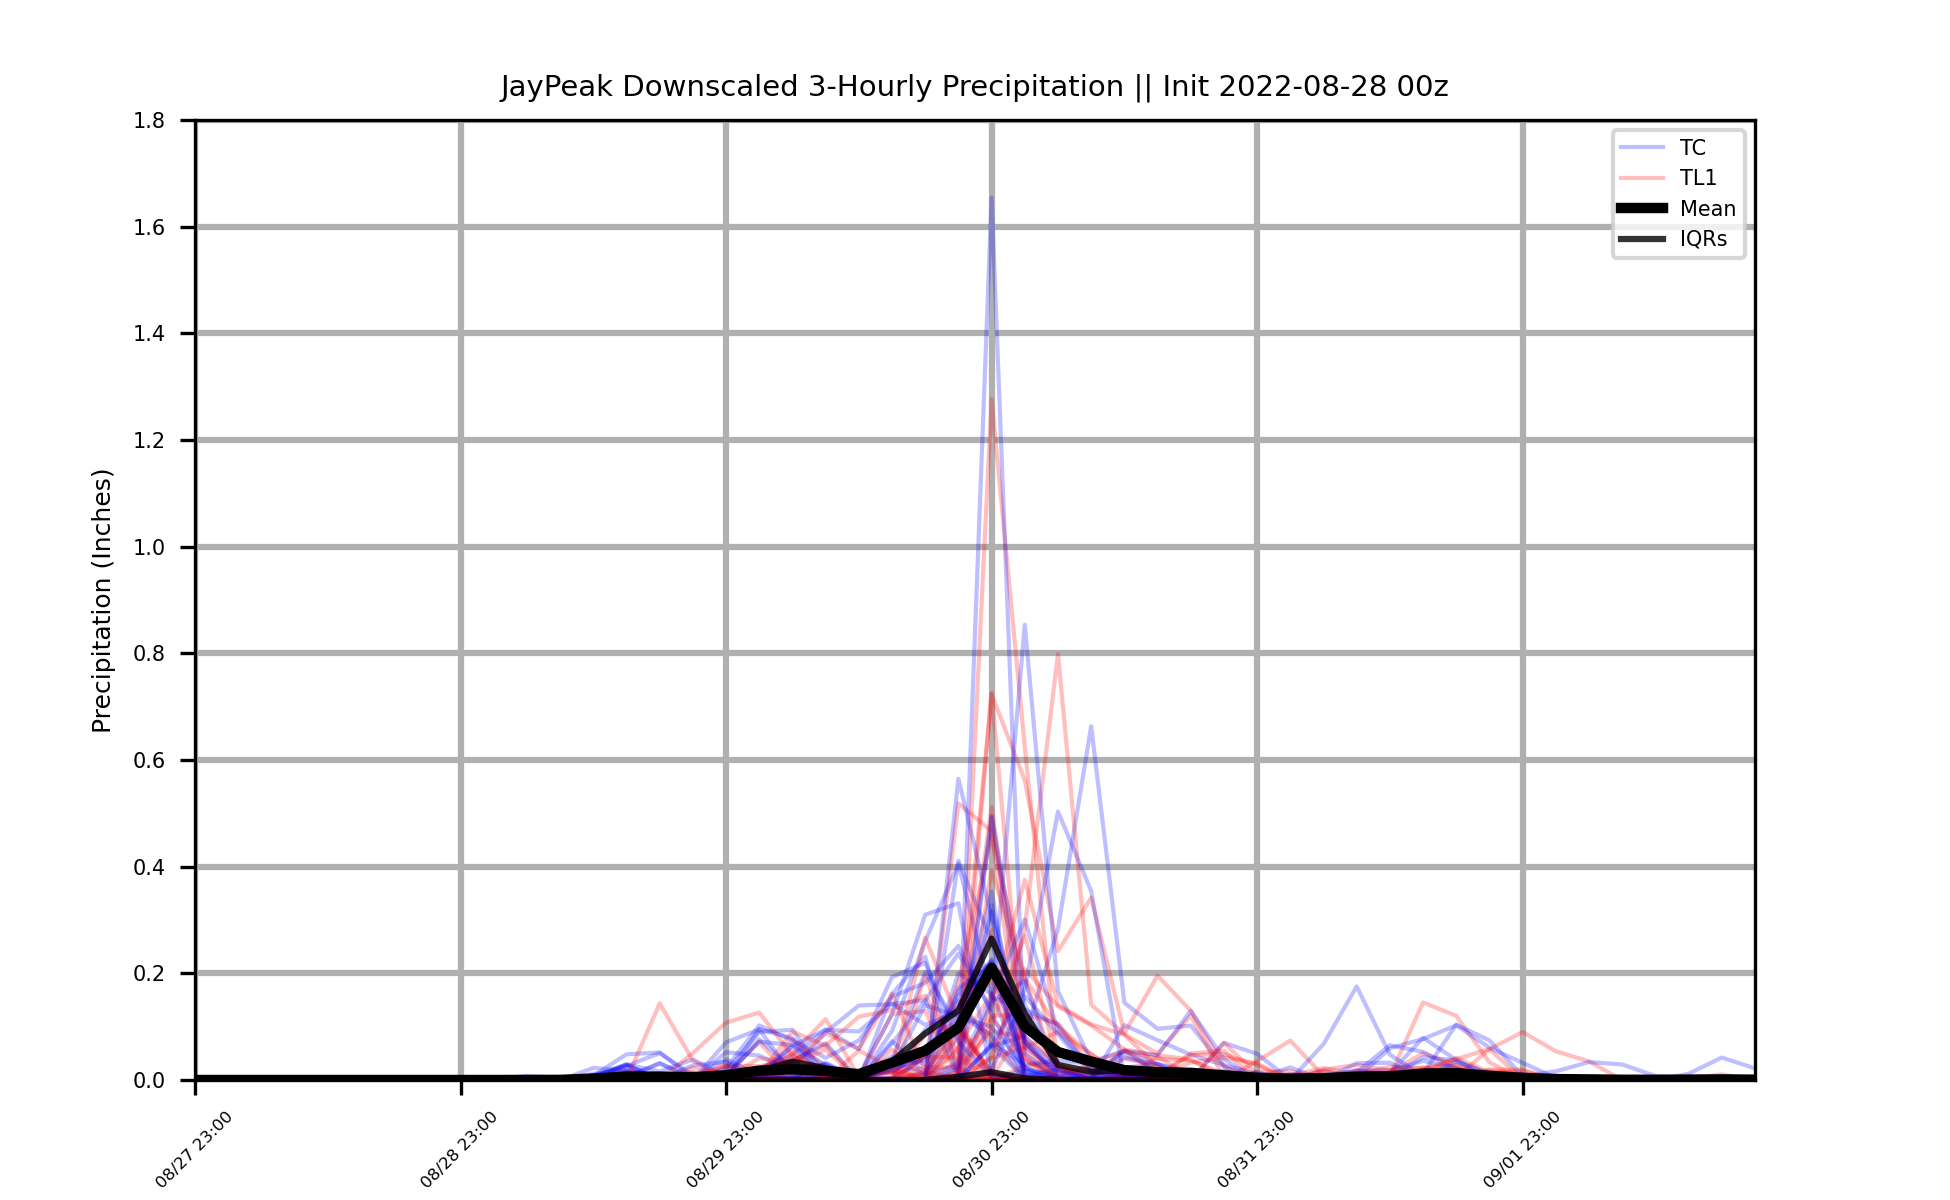 JayPeak Downscaled 3-Hourly Precipitation || Init 2022-08-28 00z
Precipitation (Inches)
1.8
1.6
1.4
1.2
1.0
0.8
0.6
0.4
0.2
0.0
TC
TL1
Mean
IQRs
08/27 23:00
08/28 23:00
08/29 23:00
08/30 23:00
08/31 23:00
09/01 23:00